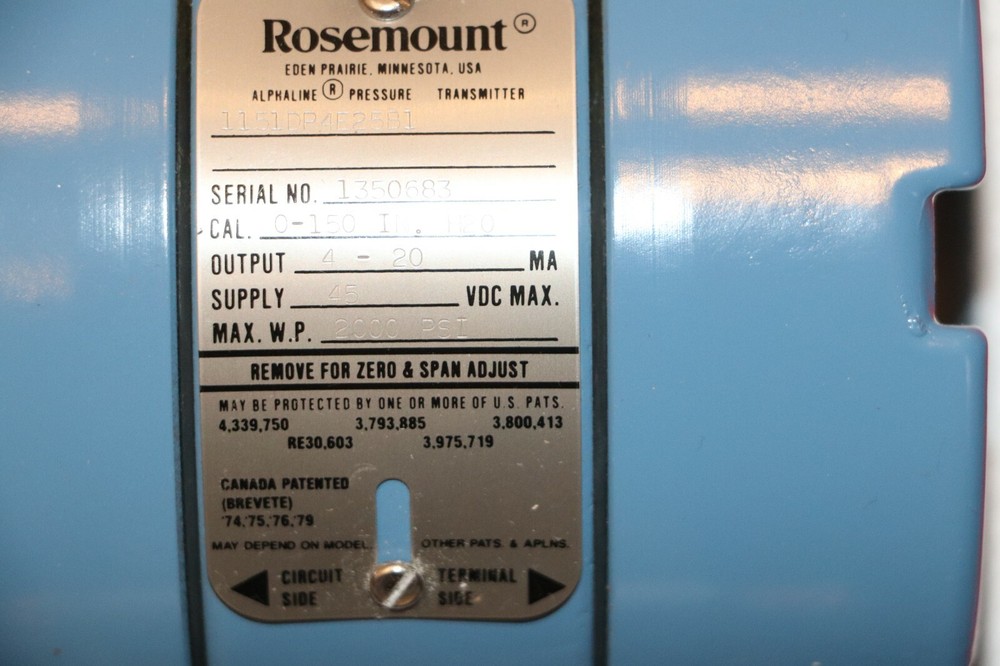 Rosemount ®
EDEN PRAIRIE, MINNESOTA, USA
ALPHALINE ® PRESSURE TRANSMITTER
1151DP4E25B1
SERIAL NO. 1350683
CAL. 0-150 IN. H20
OUTPUT 4 - 20 MA
SUPPLY 45 VDC MAX.
MAX. W.P. 2000 PSI
REMOVE FOR ZERO & SPAN ADJUST
MAY BE PROTECTED BY ONE OR MORE OF U.S. PATS.
4,339,750 3,793,885 3,800,413
RE30,603 3,975,719
CANADA PATENTED
(BREVETE)
'74,'75,'76,'79
MAY DEPEND ON MODEL. OTHER PATS. & APLNS.
CIRCUIT TERMINAL
SIDE SIDE